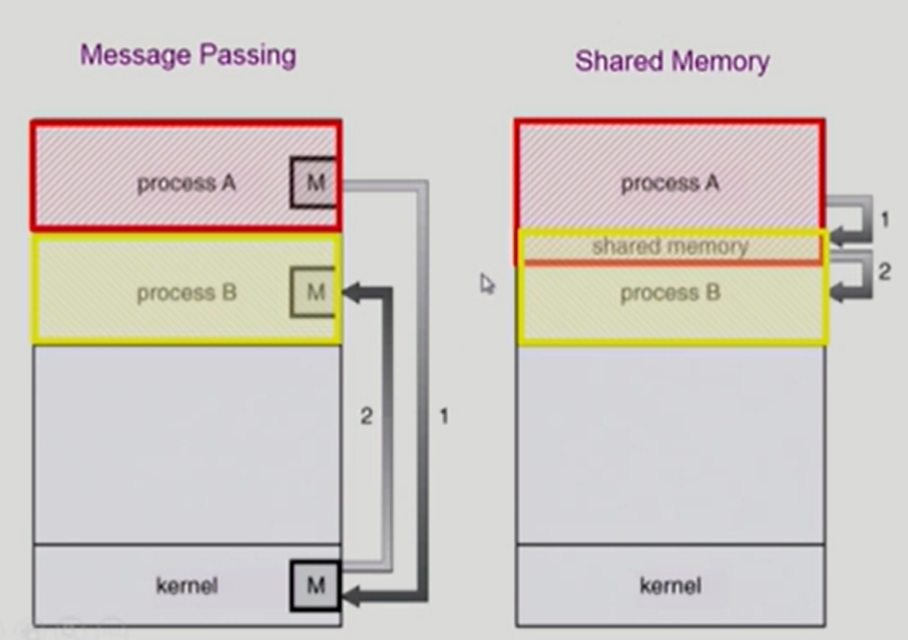 Message Passing
process A
M
process B
M
2
1
kernel
M
Shared Memory
process A
1
shared memory
2
process B
kernel